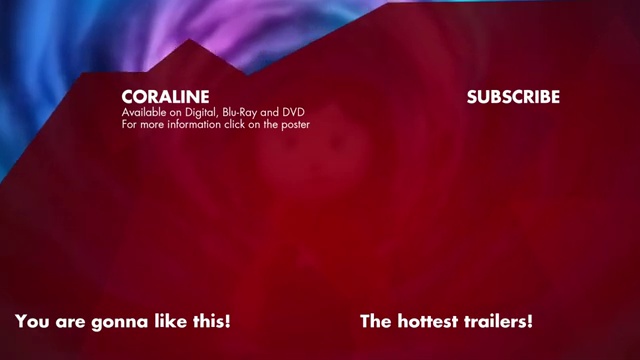 CORALINE
Available on Digital, Blu-Ray and DVD
For more information click on the poster
SUBSCRIBE
You are gonna like this!
The hottest trailers!